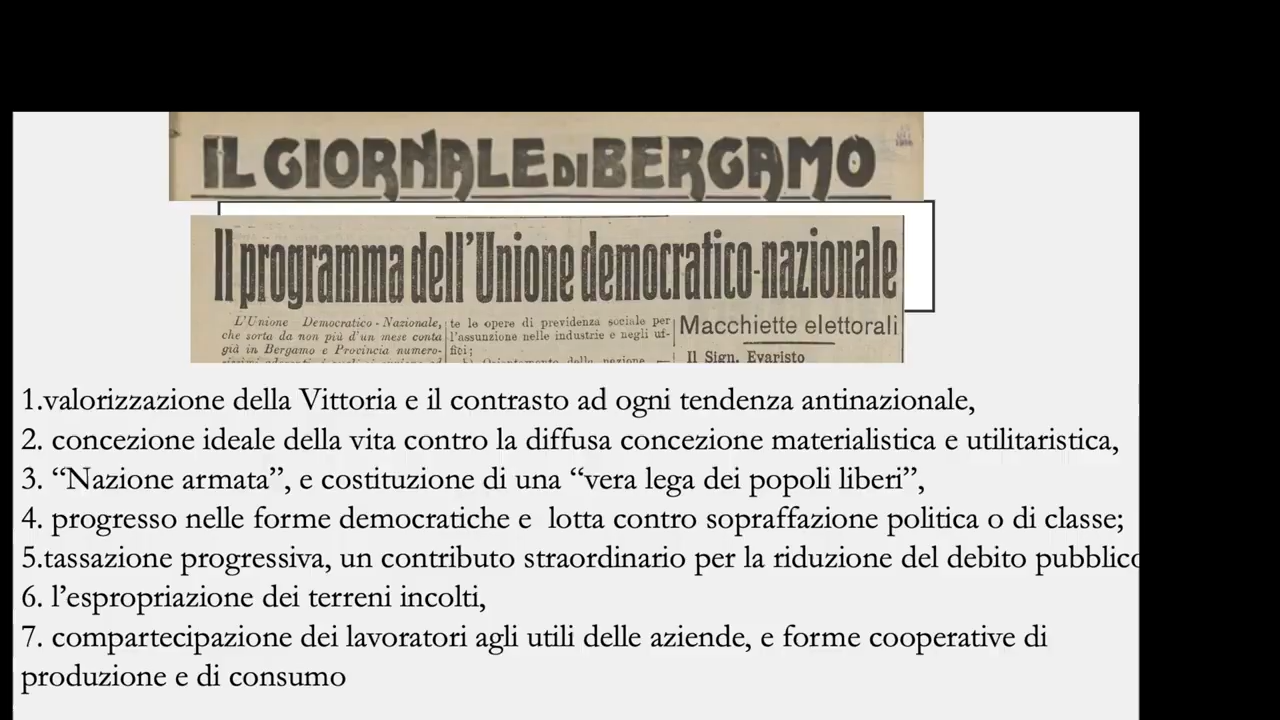 IL GIORNALE DI BERGAMO
Il programma dell'Unione democratico-nazionale
L'Unione Democratico-Nazionale,
che sorta da non più d'un mese conta
già in Bergamo e Provincia numero-
te le opere di previdenza sociale per
l'assunzione nelle industrie e negli uf-
fici;
Macchiette elettorali
Il Sign. Evaristo
1.valorizzazione della Vittoria e il contrasto ad ogni tendenza antinazionale,
2. concezione ideale della vita contro la diffusa concezione materialistica e utilitaristica,
3. “Nazione armata”, e costituzione di una “vera lega dei popoli liberi”,
4. progresso nelle forme democratiche e  lotta contro sopraffazione politica o di classe;
5.tassazione progressiva, un contributo straordinario per la riduzione del debito pubblico
6. l’espropriazione dei terreni incolti,
7. compartecipazione dei lavoratori agli utili delle aziende, e forme cooperative di
produzione e di consumo